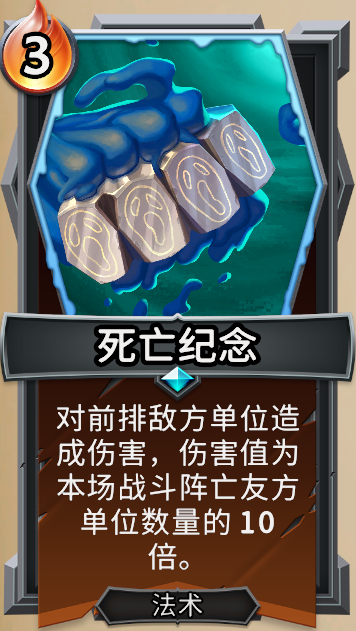 3
死亡纪念
对前排敌方单位造
成伤害，伤害值为
本场战斗阵亡友方
单位数量的 10
倍。
法术